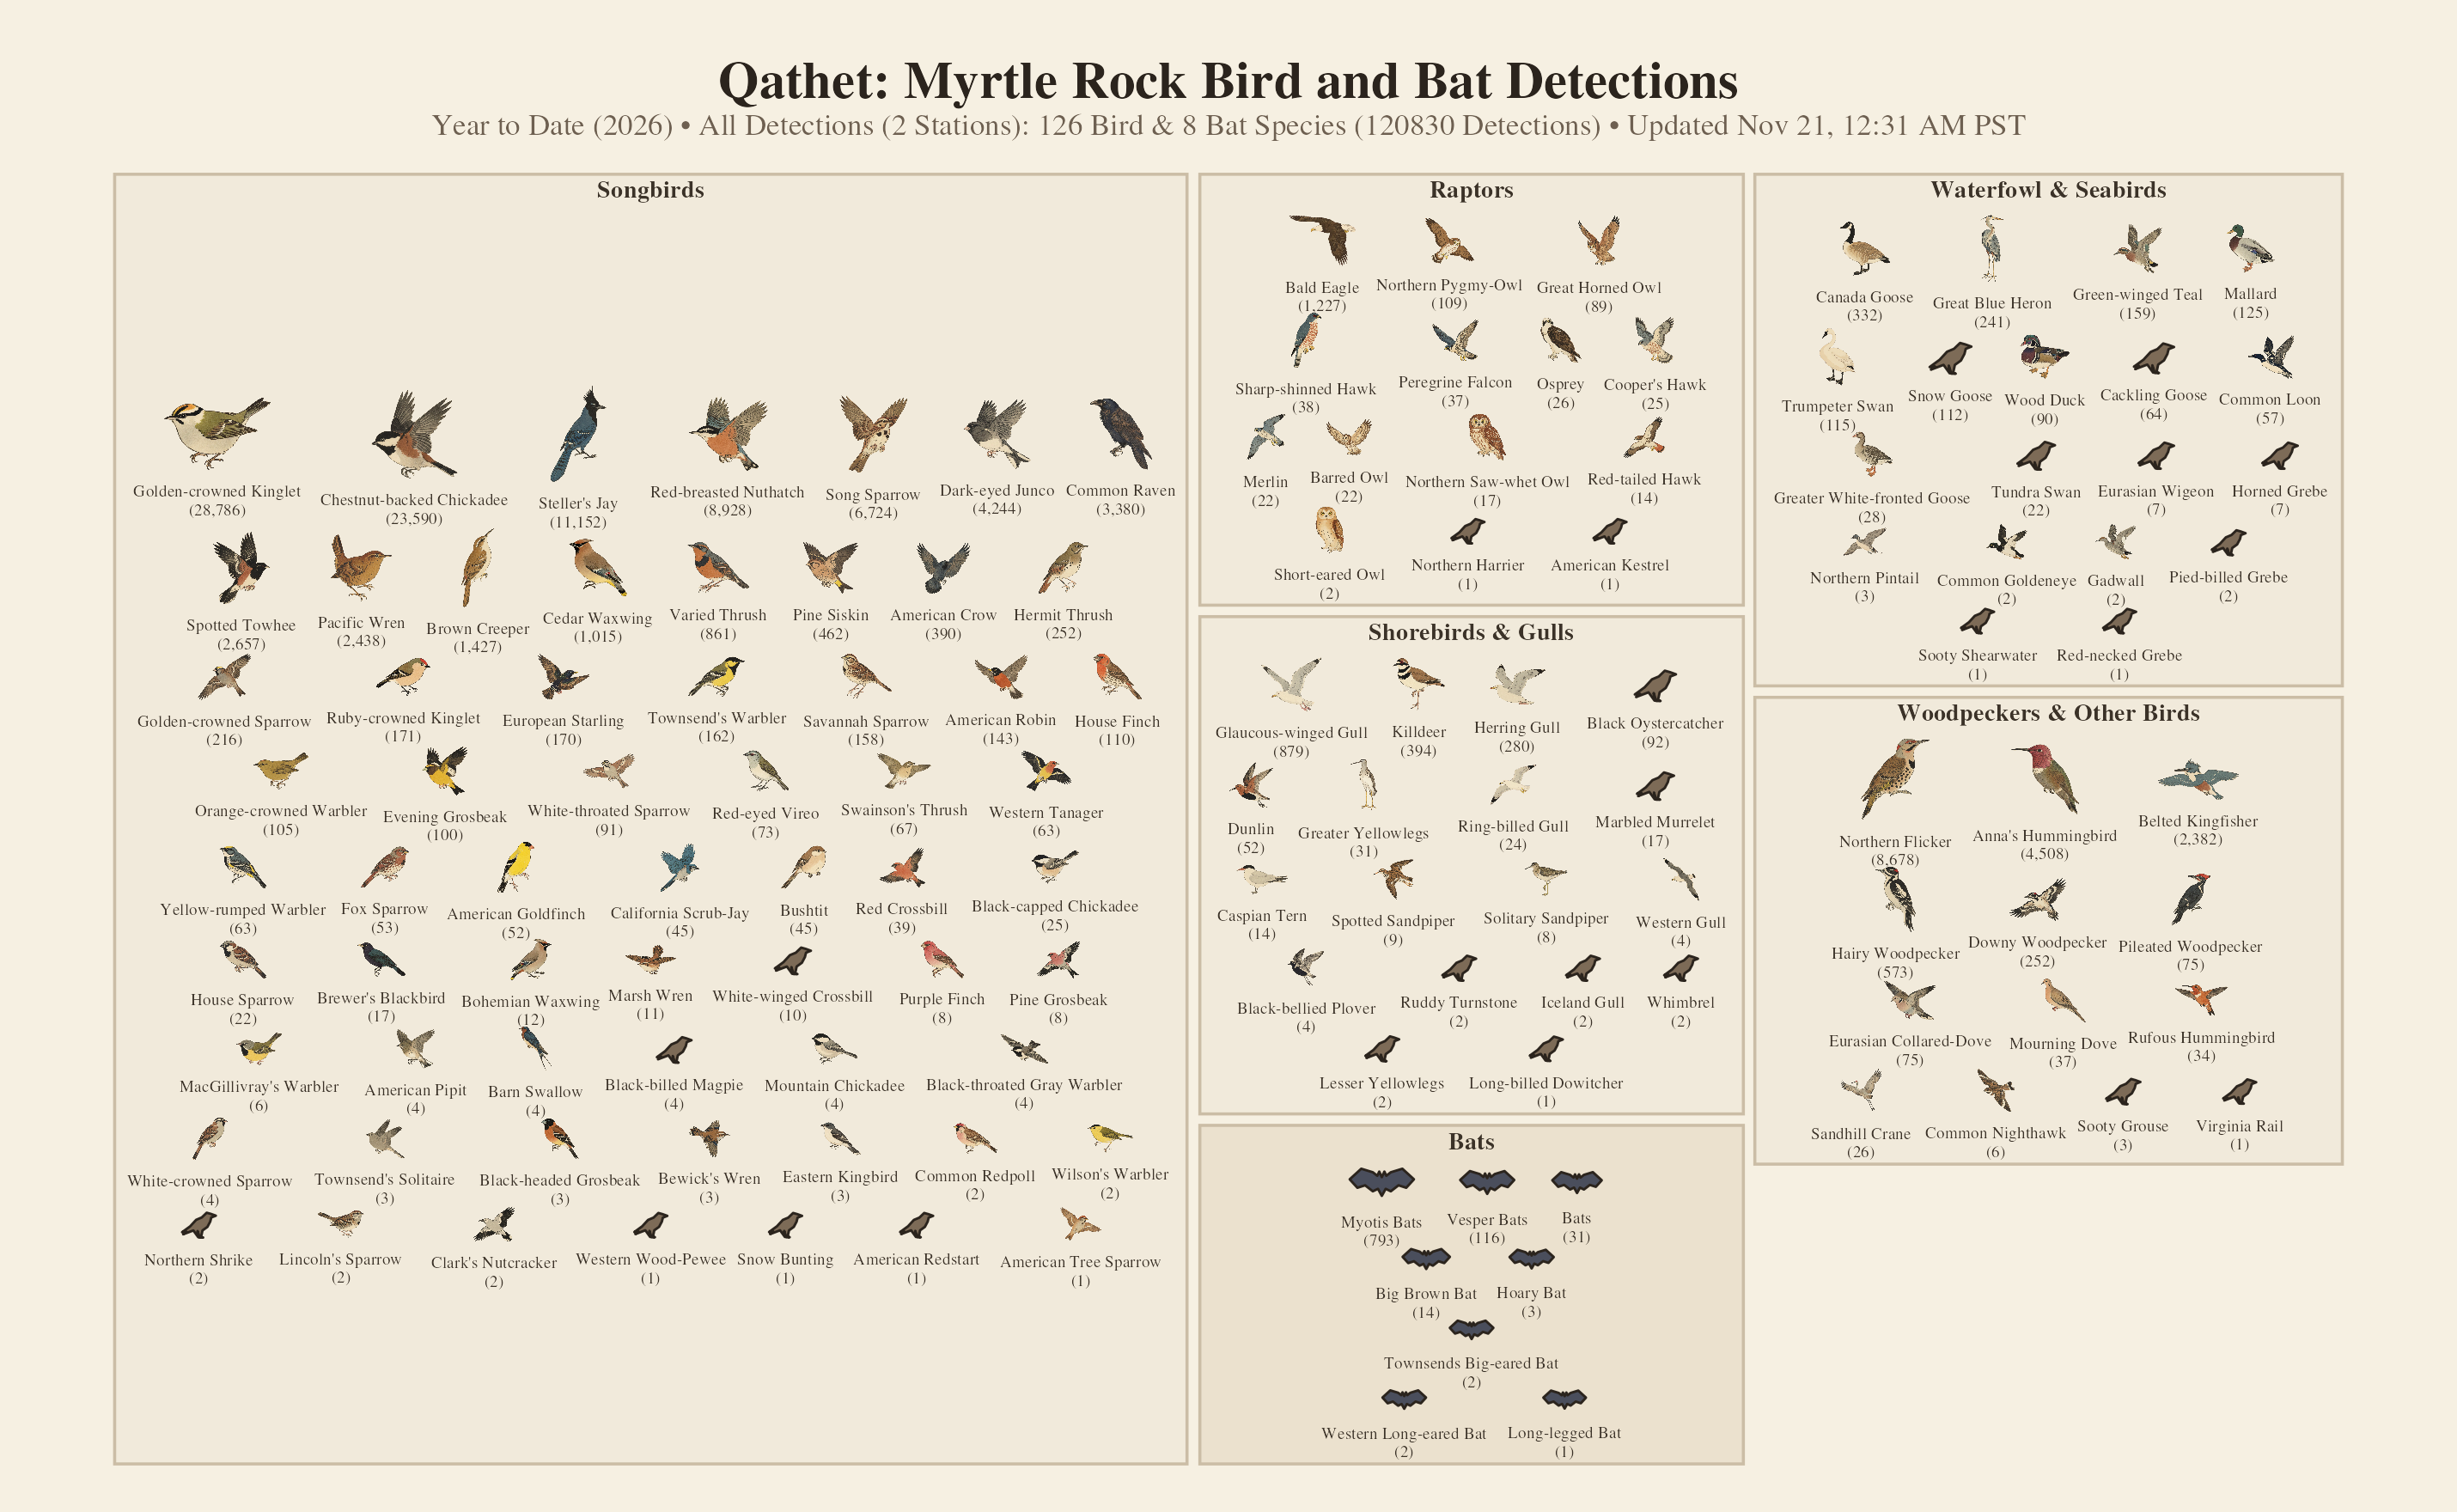 Qathet: Myrtle Rock Bird and Bat Detections
Year to Date (2026) • All Detections (2 Stations): 126 Bird & 8 Bat Species (120830 Detections) • Updated Nov 21, 12:31 AM PST
Songbirds
Golden-crowned Kinglet
(28,786)
Chestnut-backed Chickadee
(23,590)
Steller's Jay
(11,152)
Red-breasted Nuthatch
(8,928)
Song Sparrow
(6,724)
Dark-eyed Junco
(4,244)
Common Raven
(3,380)
Spotted Towhee
(2,657)
Pacific Wren
(2,438)
Brown Creeper
(1,427)
Cedar Waxwing
(1,015)
Varied Thrush
(861)
Pine Siskin
(462)
American Crow
(390)
Hermit Thrush
(252)
Golden-crowned Sparrow
(216)
Ruby-crowned Kinglet
(171)
European Starling
(170)
Townsend's Warbler
(162)
Savannah Sparrow
(158)
American Robin
(143)
House Finch
(110)
Orange-crowned Warbler
(105)
Evening Grosbeak
(100)
White-throated Sparrow
(91)
Red-eyed Vireo
(73)
Swainson's Thrush
(67)
Western Tanager
(63)
Yellow-rumped Warbler
(63)
Fox Sparrow
(53)
American Goldfinch
(52)
California Scrub-Jay
(45)
Bushtit
(45)
Red Crossbill
(39)
Black-capped Chickadee
(25)
House Sparrow
(22)
Brewer's Blackbird
(17)
Bohemian Waxwing
(12)
Marsh Wren
(11)
White-winged Crossbill
(10)
Purple Finch
(8)
Pine Grosbeak
(8)
MacGillivray's Warbler
(6)
American Pipit
(4)
Barn Swallow
(4)
Black-billed Magpie
(4)
Mountain Chickadee
(4)
Black-throated Gray Warbler
(4)
White-crowned Sparrow
(4)
Townsend's Solitaire
(3)
Black-headed Grosbeak
(3)
Bewick's Wren
(3)
Eastern Kingbird
(3)
Common Redpoll
(2)
Wilson's Warbler
(2)
Northern Shrike
(2)
Lincoln's Sparrow
(2)
Clark's Nutcracker
(2)
Western Wood-Pewee
(1)
Snow Bunting
(1)
American Redstart
(1)
American Tree Sparrow
(1)
Raptors
Bald Eagle
(1,227)
Northern Pygmy-Owl
(109)
Great Horned Owl
(89)
Sharp-shinned Hawk
(38)
Peregrine Falcon
(37)
Osprey
(26)
Cooper's Hawk
(25)
Merlin
(22)
Barred Owl
(22)
Northern Saw-whet Owl
(17)
Red-tailed Hawk
(14)
Short-eared Owl
(2)
Northern Harrier
(1)
American Kestrel
(1)
Shorebirds & Gulls
Glaucous-winged Gull
(879)
Killdeer
(394)
Herring Gull
(280)
Black Oystercatcher
(92)
Dunlin
(52)
Greater Yellowlegs
(31)
Ring-billed Gull
(24)
Marbled Murrelet
(17)
Caspian Tern
(14)
Spotted Sandpiper
(9)
Solitary Sandpiper
(8)
Western Gull
(4)
Black-bellied Plover
(4)
Ruddy Turnstone
(2)
Iceland Gull
(2)
Whimbrel
(2)
Lesser Yellowlegs
(2)
Long-billed Dowitcher
(1)
Bats
Myotis Bats
(793)
Vesper Bats
(116)
Bats
(31)
Big Brown Bat
(14)
Hoary Bat
(3)
Townsends Big-eared Bat
(2)
Western Long-eared Bat
(2)
Long-legged Bat
(1)
Waterfowl & Seabirds
Canada Goose
(332)
Great Blue Heron
(241)
Green-winged Teal
(159)
Mallard
(125)
Trumpeter Swan
(115)
Snow Goose
(112)
Wood Duck
(90)
Cackling Goose
(64)
Common Loon
(57)
Greater White-fronted Goose
(28)
Tundra Swan
(22)
Eurasian Wigeon
(7)
Horned Grebe
(7)
Northern Pintail
(3)
Common Goldeneye
(2)
Gadwall
(2)
Pied-billed Grebe
(2)
Sooty Shearwater
(1)
Red-necked Grebe
(1)
Woodpeckers & Other Birds
Northern Flicker
(8,678)
Anna's Hummingbird
(4,508)
Belted Kingfisher
(2,382)
Hairy Woodpecker
(573)
Downy Woodpecker
(252)
Pileated Woodpecker
(75)
Eurasian Collared-Dove
(75)
Mourning Dove
(37)
Rufous Hummingbird
(34)
Sandhill Crane
(26)
Common Nighthawk
(6)
Sooty Grouse
(3)
Virginia Rail
(1)